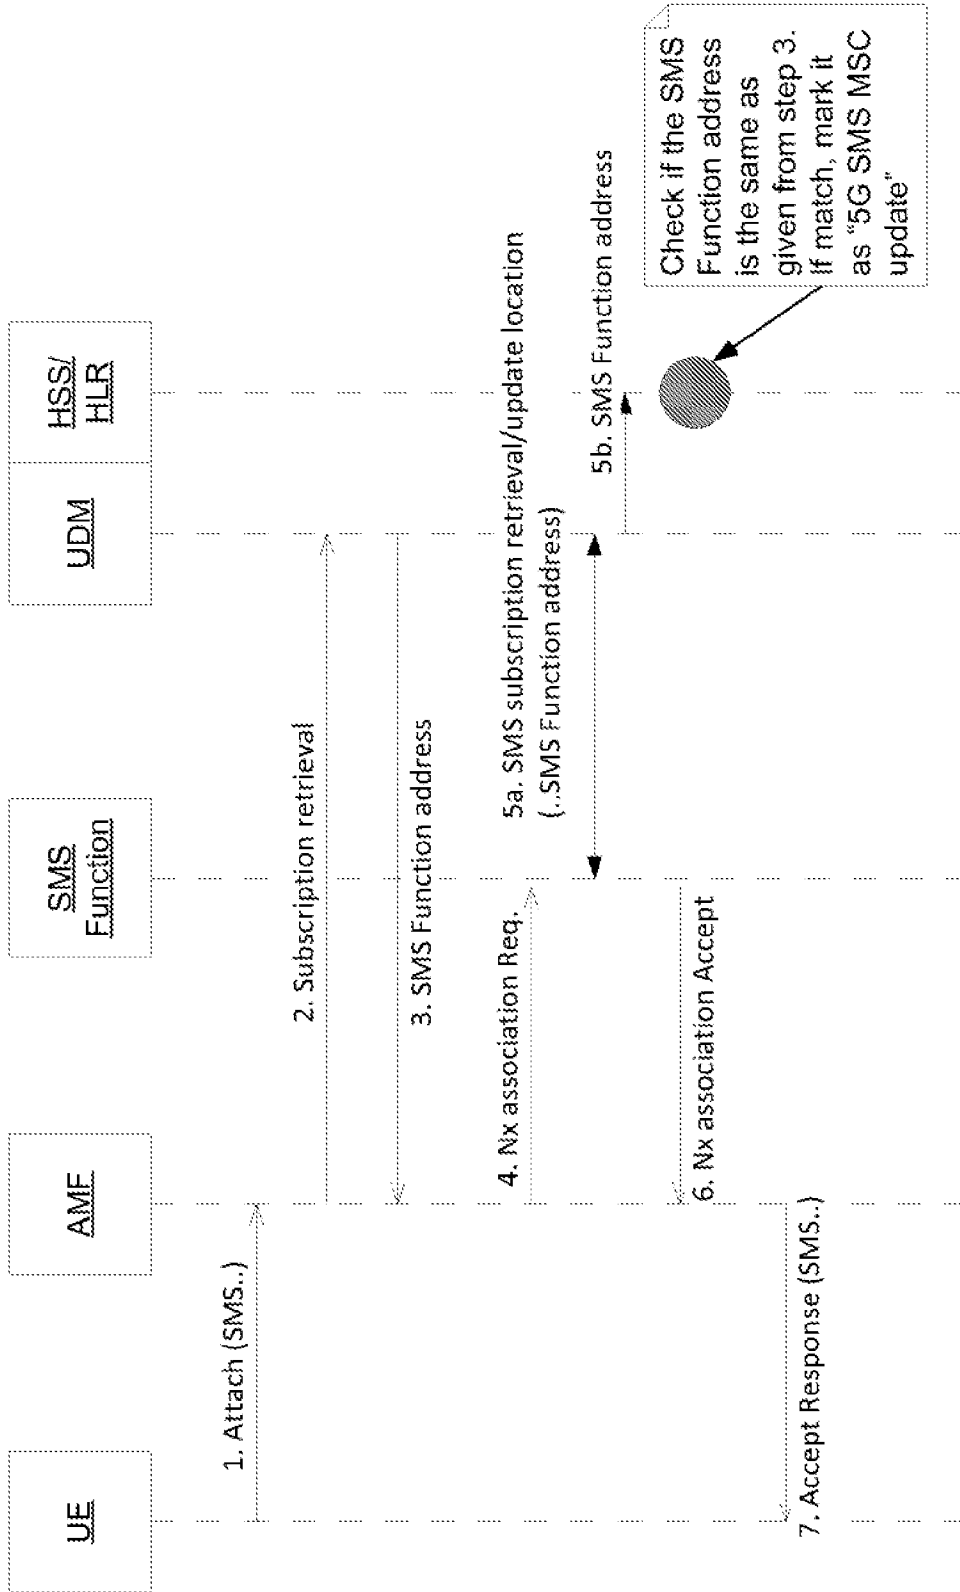 UE
AMF
SMS
Function
UDM
HSS/
HLR
1. Attach (SMS..)
2. Subscription retrieval
3. SMS Function address
4. Nx association Req.
5a. SMS subscription retrieval/update location
(..SMS Function address)
5b. SMS Function address
Check if the SMS
Function address
is the same as
given from step 3.
If match, mark it
as “5G SMS MSC
update”
6. Nx association Accept
7. Accept Response (SMS..)